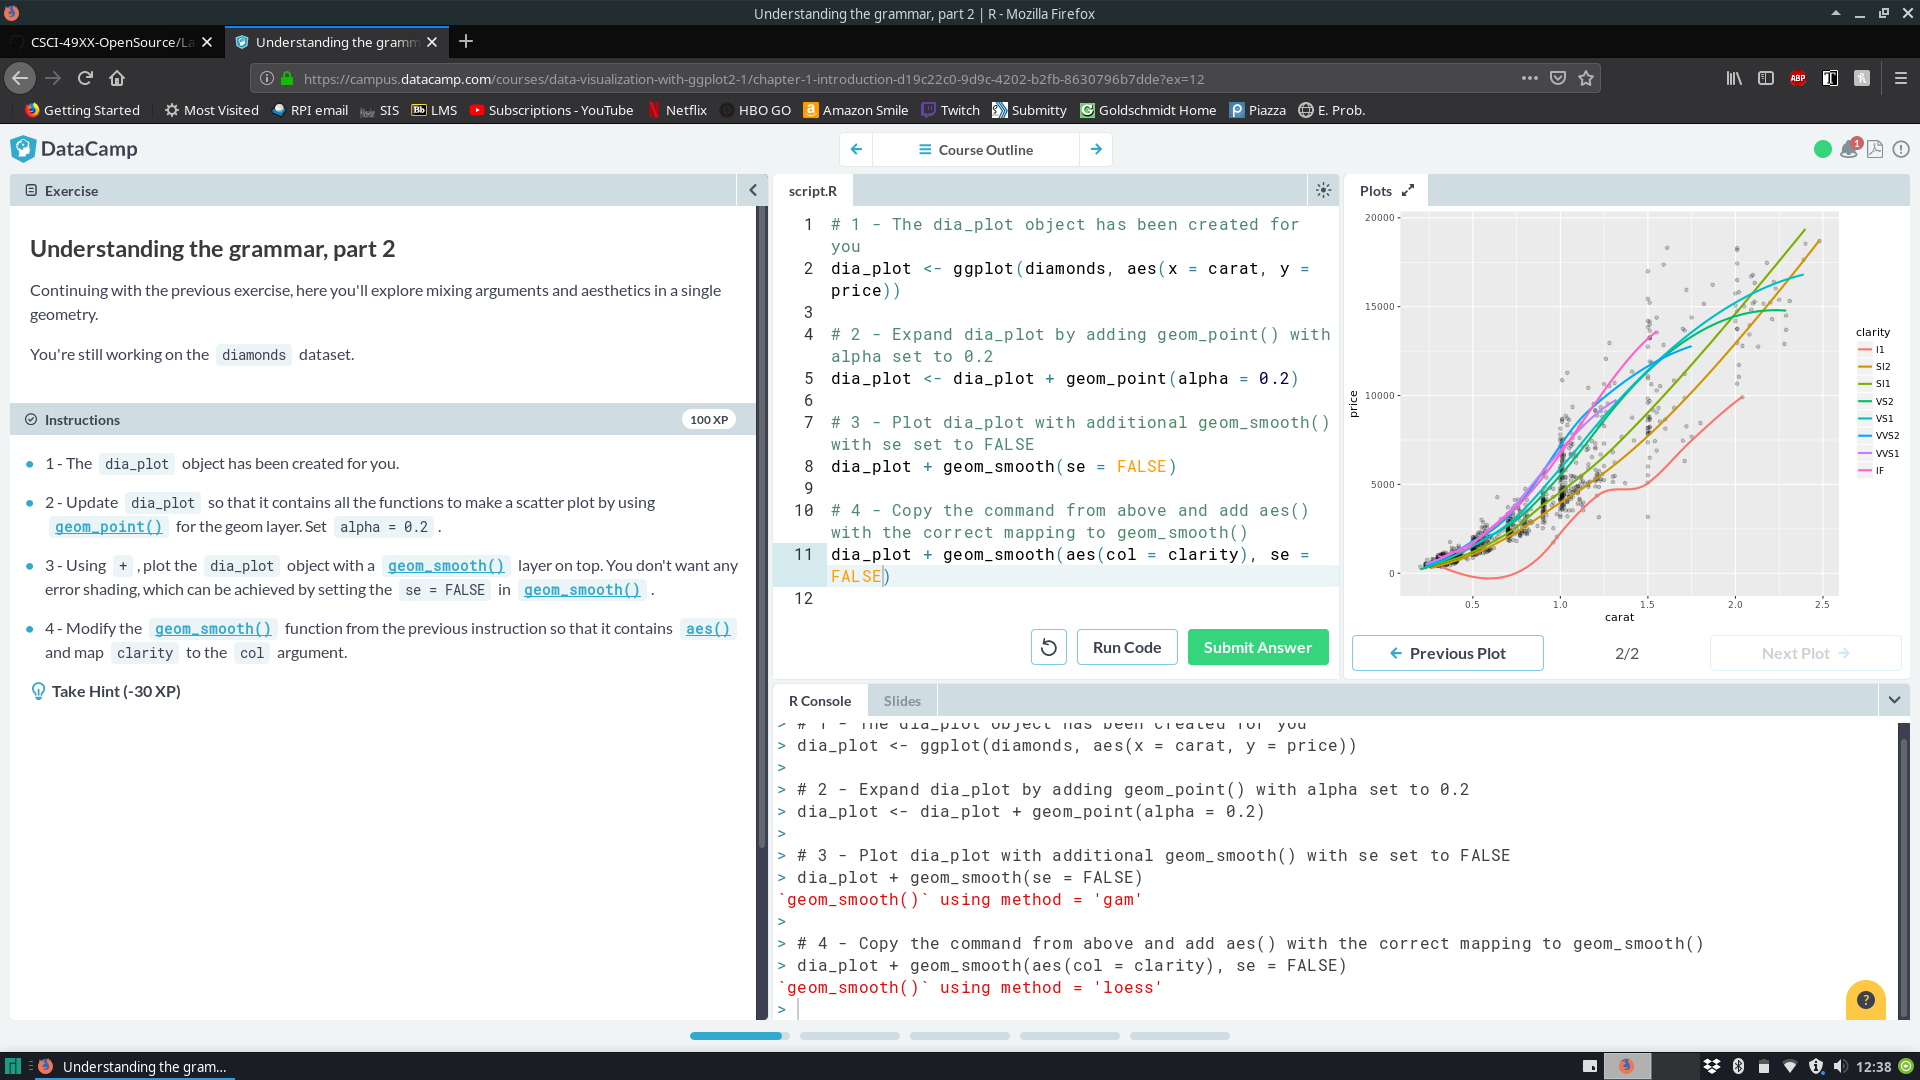 Understanding the grammar, part 2 | R - Mozilla Firefox
CSCI-49XX-OpenSource/La
Understanding the gramm
https://campus.datacamp.com/courses/data-visualization-with-ggplot2-1/chapter-1-introduction-d19c22c0-9d9c-4202-b2fb-8630796b7dde?ex=12
ABP
Getting Started
Most Visited
RPI email
SIS
Bb LMS
Subscriptions - YouTube
Netflix
HBO GO
Amazon Smile
Twitch
Submitty
Goldschmidt Home
Piazza
E. Prob.
DataCamp
Course Outline
1
Exercise
Understanding the grammar, part 2
Continuing with the previous exercise, here you'll explore mixing arguments and aesthetics in a single
geometry.
You're still working on the diamonds dataset.
Instructions
100 XP
1 - The dia_plot object has been created for you.
2 - Update dia_plot so that it contains all the functions to make a scatter plot by using
geom_point() for the geom layer. Set alpha = 0.2 .
3 - Using + , plot the dia_plot object with a geom_smooth() layer on top. You don't want any
error shading, which can be achieved by setting the se = FALSE in geom_smooth() .
4 - Modify the geom_smooth() function from the previous instruction so that it contains aes()
and map clarity to the col argument.
Take Hint (-30 XP)
script.R
1 # 1 - The dia_plot object has been created for
you
2 dia_plot <- ggplot(diamonds, aes(x = carat, y =
price))
3
4 # 2 - Expand dia_plot by adding geom_point() with
alpha set to 0.2
5 dia_plot <- dia_plot + geom_point(alpha = 0.2)
6
7 # 3 - Plot dia_plot with additional geom_smooth()
with se set to FALSE
8 dia_plot + geom_smooth(se = FALSE)
9
10 # 4 - Copy the command from above and add aes()
with the correct mapping to geom_smooth()
11 dia_plot + geom_smooth(aes(col = clarity), se =
FALSE)
12
Run Code
Submit Answer
Plots
20000
15000
10000
5000
0
price
0.5 1.0 1.5 2.0 2.5
carat
clarity
I1
SI2
SI1
VS2
VS1
VVS2
VVS1
IF
Previous Plot
2/2
Next Plot
R Console
Slides
> # 1 - The dia_plot object has been created for you
> dia_plot <- ggplot(diamonds, aes(x = carat, y = price))
>
> # 2 - Expand dia_plot by adding geom_point() with alpha set to 0.2
> dia_plot <- dia_plot + geom_point(alpha = 0.2)
>
> # 3 - Plot dia_plot with additional geom_smooth() with se set to FALSE
> dia_plot + geom_smooth(se = FALSE)
`geom_smooth()` using method = 'gam'
>
> # 4 - Copy the command from above and add aes() with the correct mapping to geom_smooth()
> dia_plot + geom_smooth(aes(col = clarity), se = FALSE)
`geom_smooth()` using method = 'loess'
>
?
Understanding the gram...
12:38